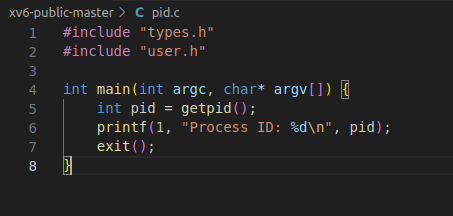 xv6-public-master > C pid.c
1 #include "types.h"
2 #include "user.h"
3
4 int main(int argc, char* argv[]) {
5     int pid = getpid();
6     printf(1, "Process ID: %d\n", pid);
7     exit();
8 }